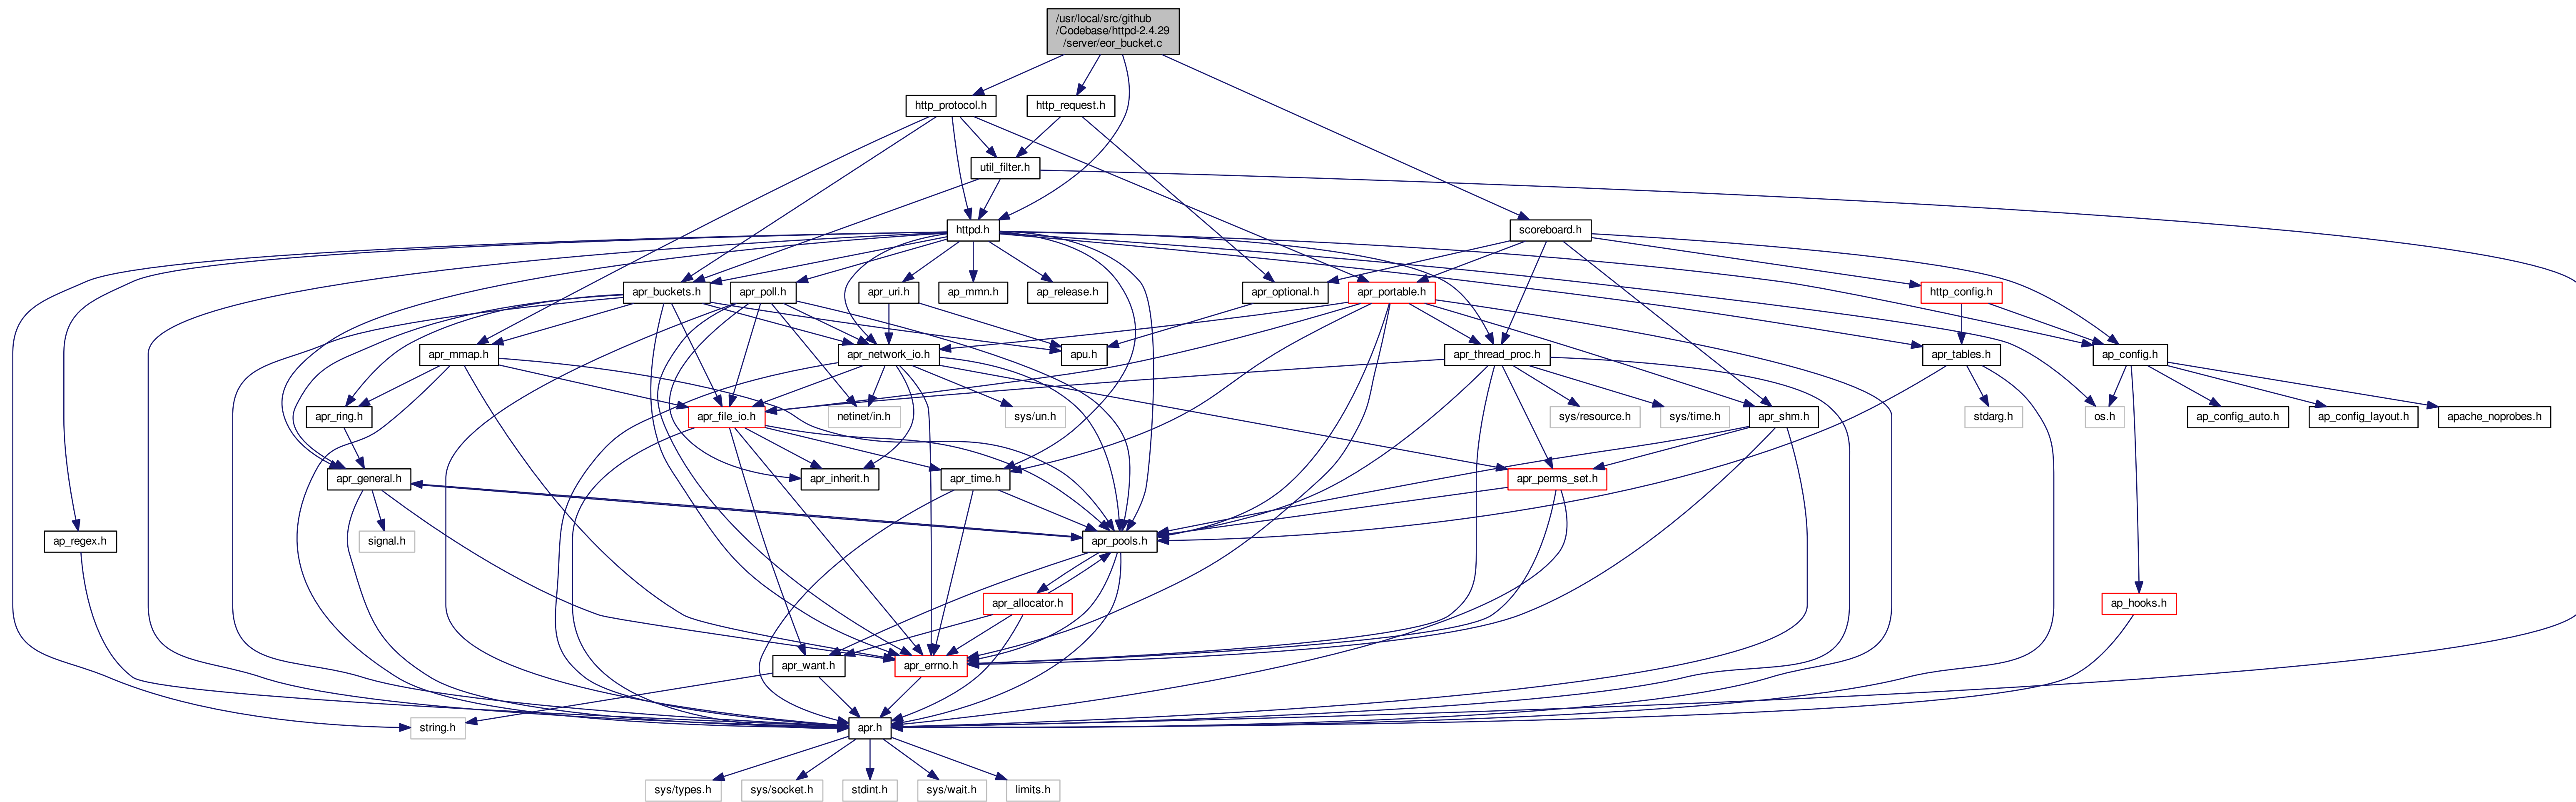 /usr/local/src/github
/Codebase/httpd-2.4.29
/server/eor_bucket.c
http_protocol.h
http_request.h
util_filter.h
httpd.h
scoreboard.h
apr_buckets.h
apr_poll.h
apr_uri.h
ap_mmn.h
ap_release.h
apr_optional.h
apr_portable.h
http_config.h
apr_mmap.h
apr_network_io.h
apu.h
apr_thread_proc.h
apr_tables.h
ap_config.h
apr_ring.h
apr_file_io.h
netinet/in.h
sys/un.h
sys/resource.h
sys/time.h
apr_shm.h
stdarg.h
os.h
ap_config_auto.h
ap_config_layout.h
apache_noprobes.h
apr_general.h
apr_inherit.h
apr_time.h
apr_perms_set.h
ap_regex.h
signal.h
apr_pools.h
apr_allocator.h
ap_hooks.h
apr_want.h
apr_errno.h
string.h
apr.h
sys/types.h
sys/socket.h
stdint.h
sys/wait.h
limits.h